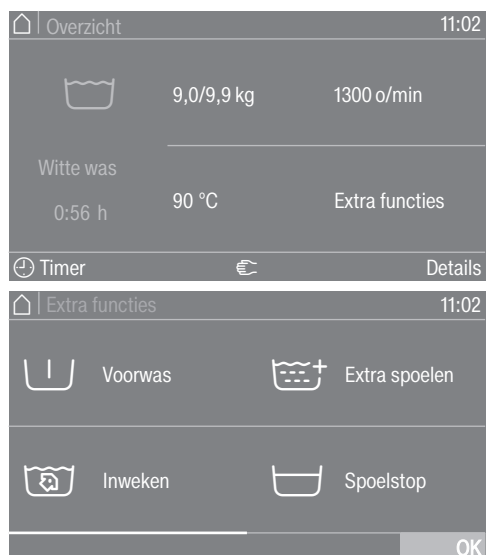 Overzicht 11:02
9,0/9,9 kg 1300 o/min
Witte was
0:56 h
90 °C Extra functies
Timer Details
Extra functies 11:02
Voorwas Extra spoelen
Inweken Spoelstop
OK